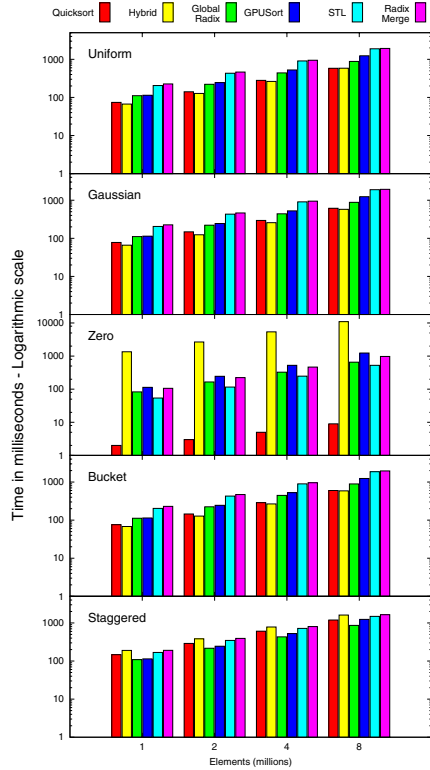 Quicksort Hybrid Global Radix GPUSort STL Radix Merge
Time in milliseconds - Logarithmic scale
Uniform
1000
100
10
1
Gaussian
1000
100
10
1
Zero
10000
1000
100
10
1
Bucket
1000
100
10
1
Staggered
1000
100
10
1
1 2 4 8
Elements (millions)